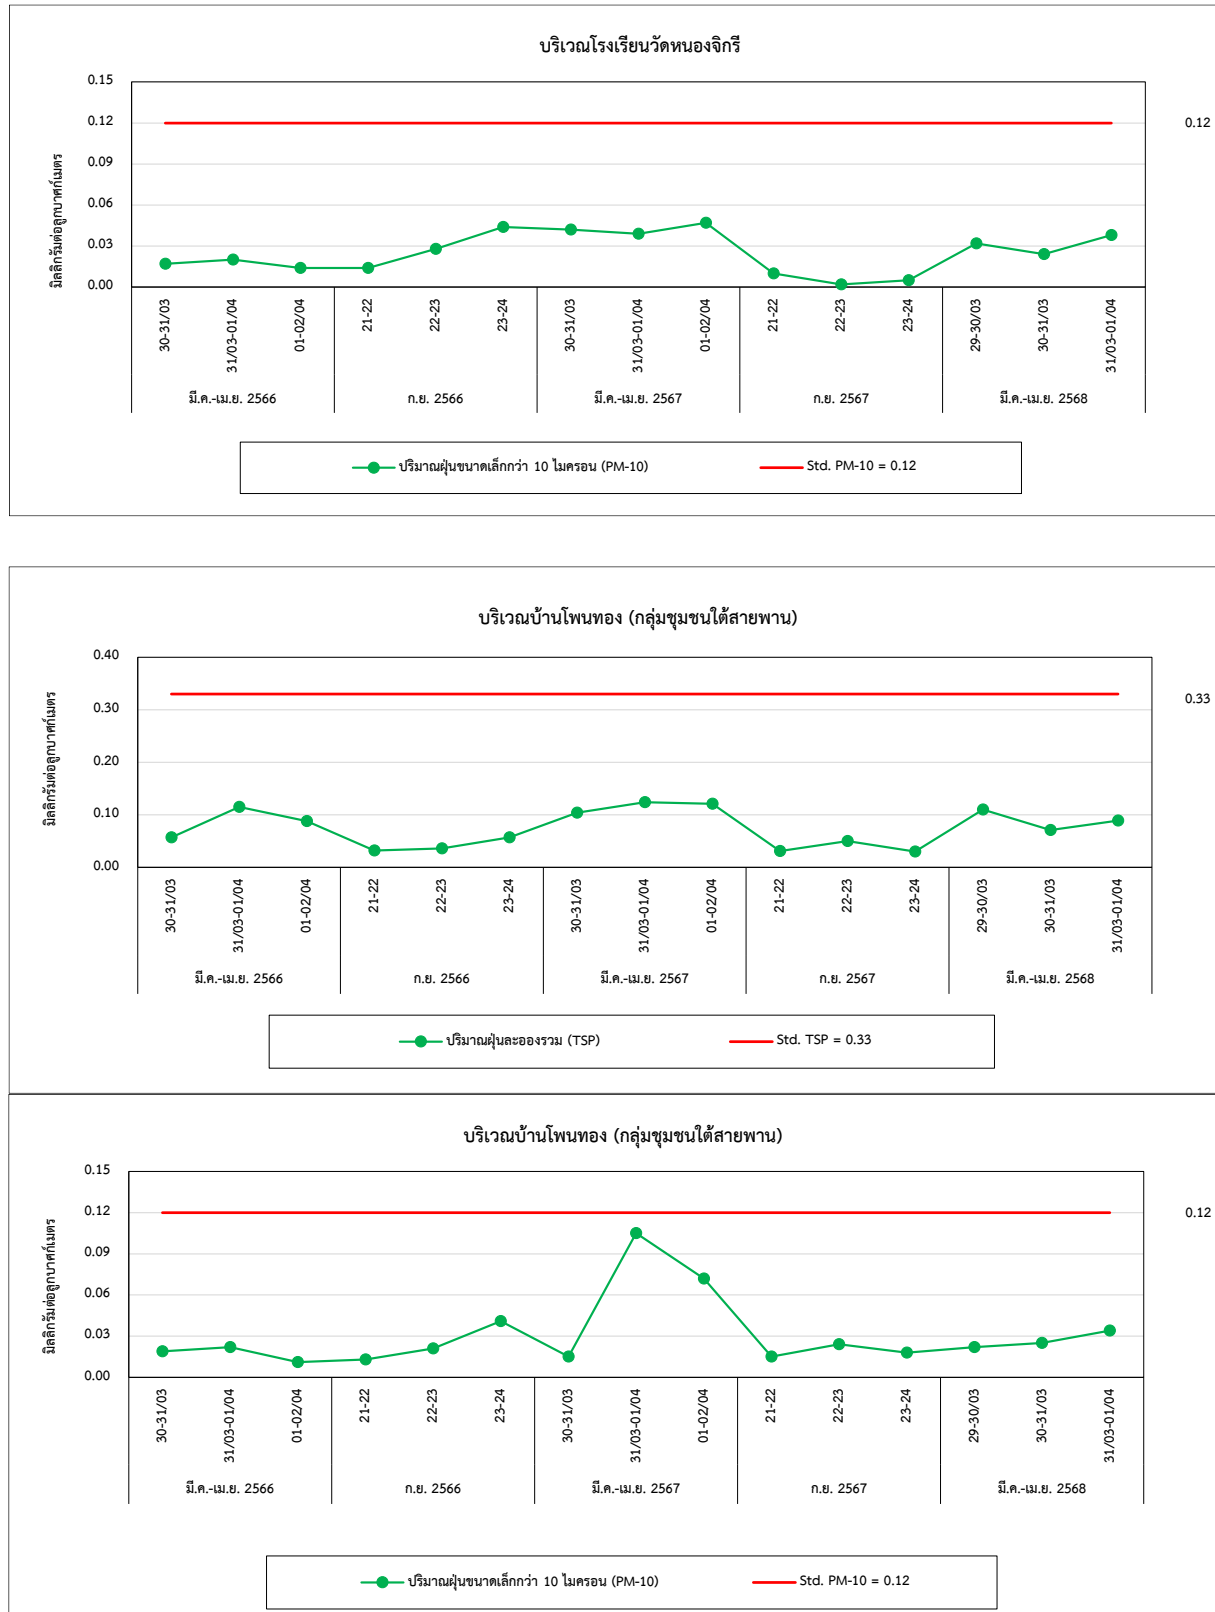 บริเวณโรงเรียนวัดหนองจิกรี
มิลลิกรัมต่อลูกบาศก์เมตร
0.15
0.12
0.09
0.06
0.03
0.00
0.12
30-31/03
31/03-01/04
01-02/04
21-22
22-23
23-24
30-31/03
31/03-01/04
01-02/04
21-22
22-23
23-24
29-30/03
30-31/03
31/03-01/04
มี.ค.-เม.ย. 2566
ก.ย. 2566
มี.ค.-เม.ย. 2567
ก.ย. 2567
มี.ค.-เม.ย. 2568
ปริมาณฝุ่นขนาดเล็กกว่า 10 ไมครอน (PM-10)
Std. PM-10 = 0.12
บริเวณบ้านโพนทอง (กลุ่มชุมชนใต้สายพาน)
มิลลิกรัมต่อลูกบาศก์เมตร
0.40
0.30
0.20
0.10
0.00
0.33
30-31/03
31/03-01/04
01-02/04
21-22
22-23
23-24
30-31/03
31/03-01/04
01-02/04
21-22
22-23
23-24
29-30/03
30-31/03
31/03-01/04
มี.ค.-เม.ย. 2566
ก.ย. 2566
มี.ค.-เม.ย. 2567
ก.ย. 2567
มี.ค.-เม.ย. 2568
ปริมาณฝุ่นละอองรวม (TSP)
Std. TSP = 0.33
บริเวณบ้านโพนทอง (กลุ่มชุมชนใต้สายพาน)
มิลลิกรัมต่อลูกบาศก์เมตร
0.15
0.12
0.09
0.06
0.03
0.00
0.12
30-31/03
31/03-01/04
01-02/04
21-22
22-23
23-24
30-31/03
31/03-01/04
01-02/04
21-22
22-23
23-24
29-30/03
30-31/03
31/03-01/04
มี.ค.-เม.ย. 2566
ก.ย. 2566
มี.ค.-เม.ย. 2567
ก.ย. 2567
มี.ค.-เม.ย. 2568
ปริมาณฝุ่นขนาดเล็กกว่า 10 ไมครอน (PM-10)
Std. PM-10 = 0.12